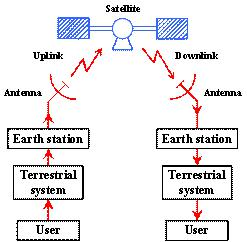 Satellite
Uplink
Downlink
Antenna
Antenna
Earth station
Earth station
Terrestrial
system
Terrestrial
system
User
User